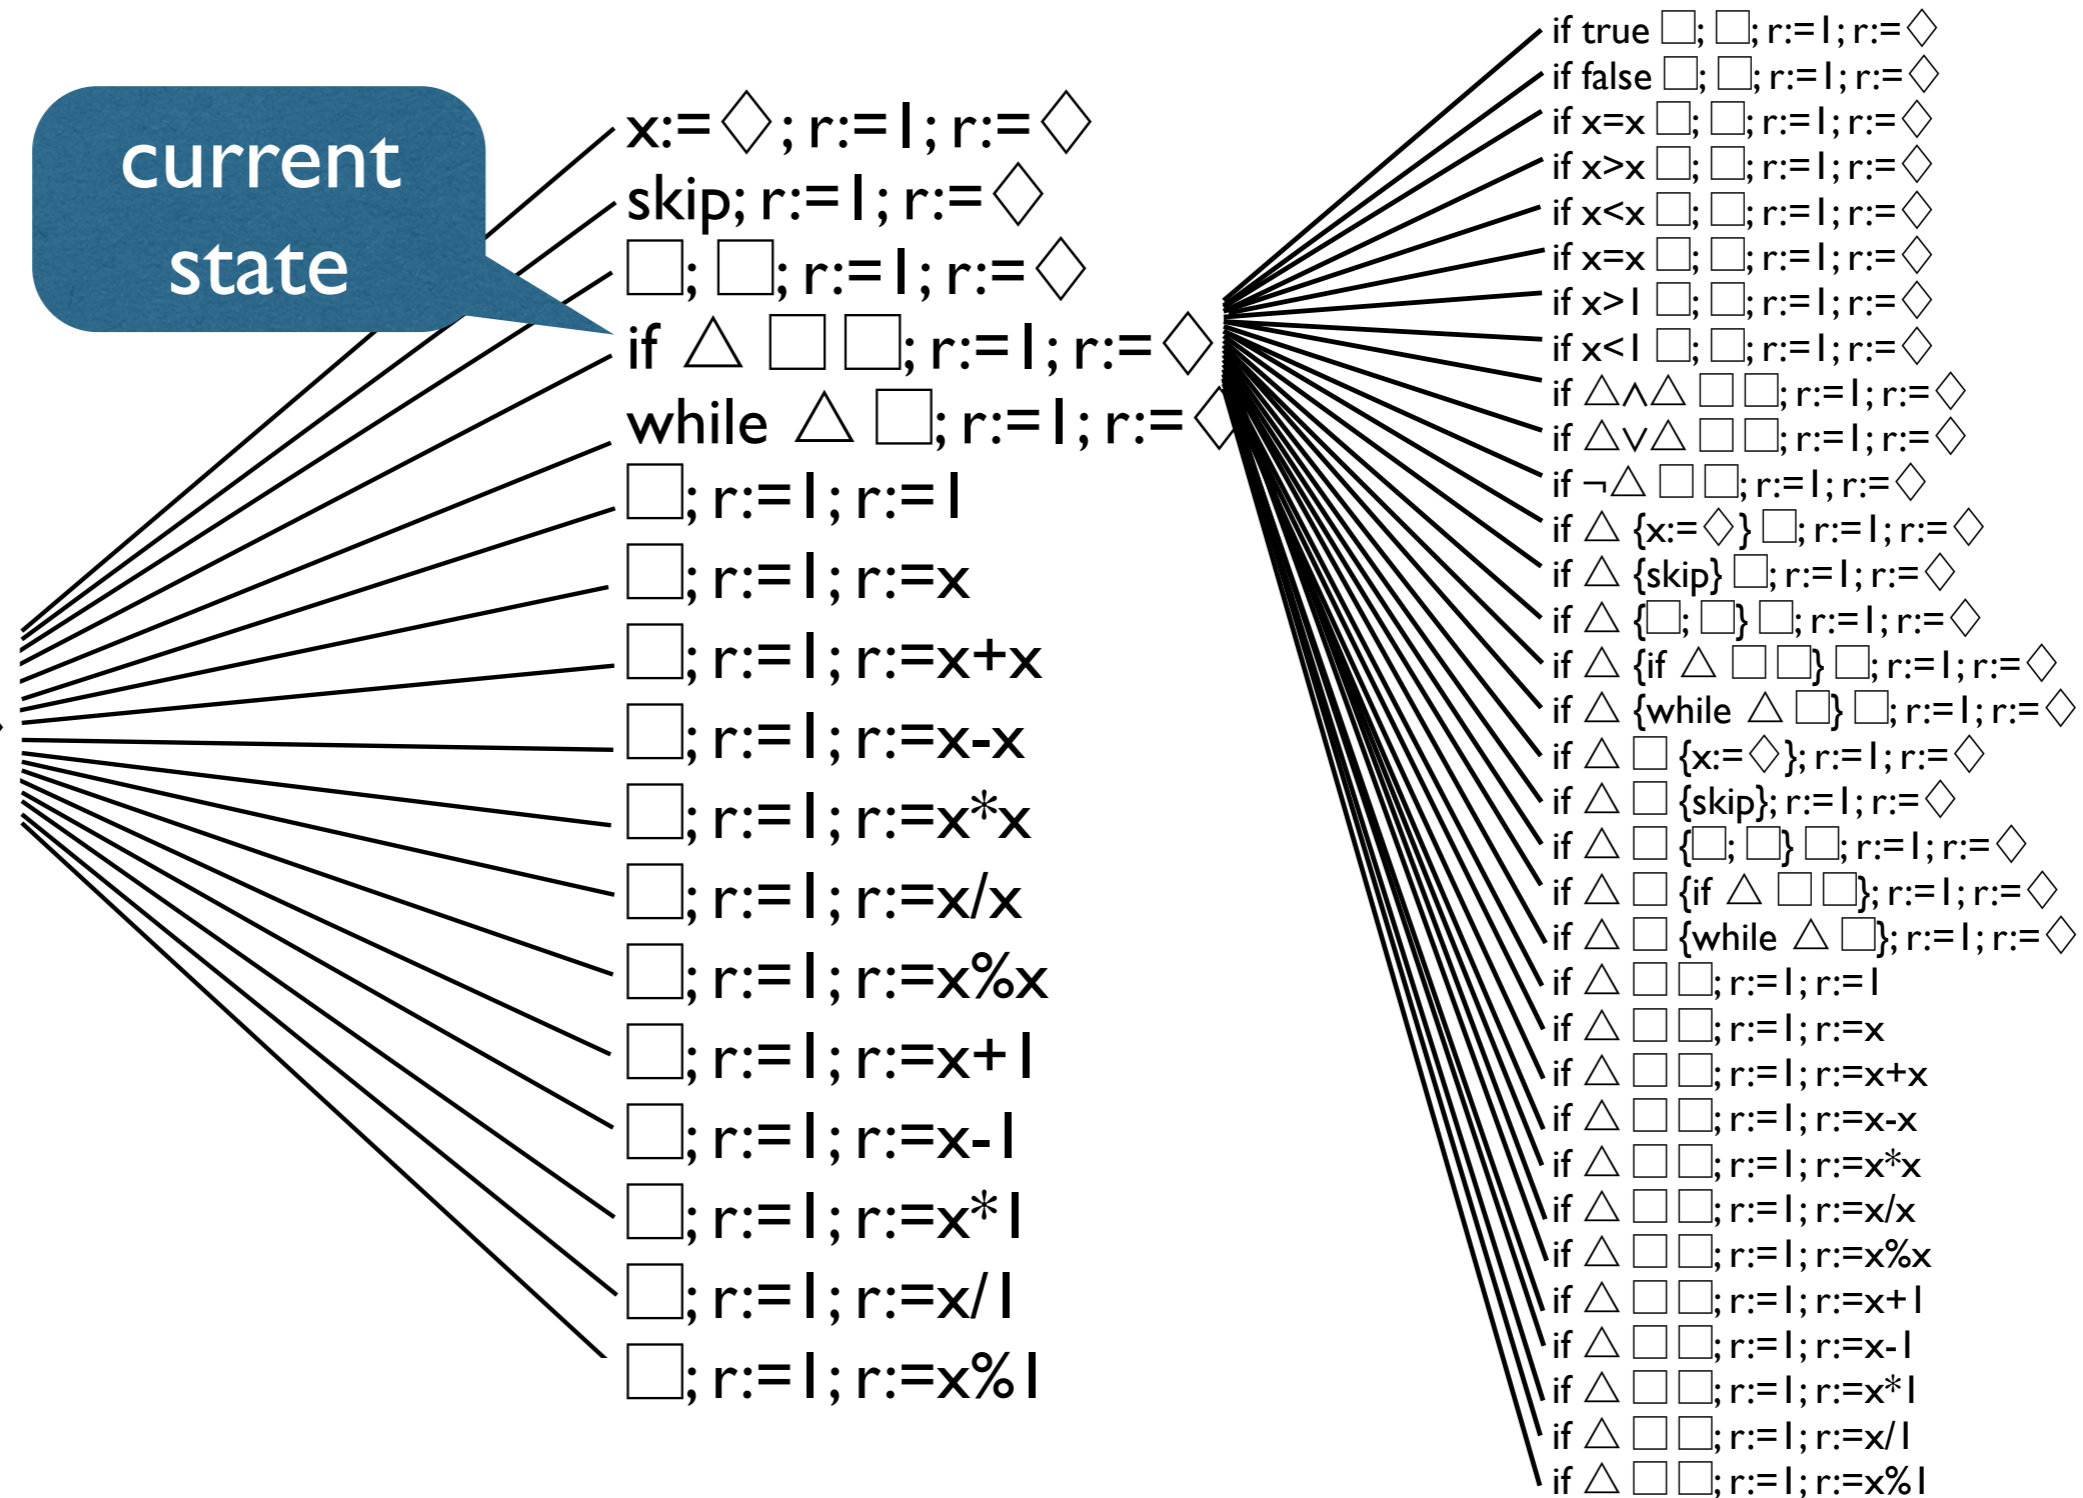 current
state
x:=◇; r:=1; r:=◇
skip; r:=1; r:=◇
□; □; r:=1; r:=◇
if △ □ □; r:=1; r:=◇
while △ □; r:=1; r:=◇
□; r:=1; r:=1
□; r:=1; r:=x
□; r:=1; r:=x+x
□; r:=1; r:=x-x
□; r:=1; r:=x*x
□; r:=1; r:=x/x
□; r:=1; r:=x%x
□; r:=1; r:=x+1
□; r:=1; r:=x-1
□; r:=1; r:=x*1
□; r:=1; r:=x/1
□; r:=1; r:=x%1
if true □; □; r:=1; r:=◇
if false □; □; r:=1; r:=◇
if x=x □; □; r:=1; r:=◇
if x>x □; □; r:=1; r:=◇
if x<x □; □; r:=1; r:=◇
if x=x □; □; r:=1; r:=◇
if x>1 □; □; r:=1; r:=◇
if x<1 □; □; r:=1; r:=◇
if △∧△ □ □; r:=1; r:=◇
if △∨△ □ □; r:=1; r:=◇
if ¬△ □ □; r:=1; r:=◇
if △ {x:=◇} □; r:=1; r:=◇
if △ {skip} □; r:=1; r:=◇
if △ {□; □} □; r:=1; r:=◇
if △ {if △ □ □} □; r:=1; r:=◇
if △ {while △ □} □; r:=1; r:=◇
if △ □ {x:=◇}; r:=1; r:=◇
if △ □ {skip}; r:=1; r:=◇
if △ □ {□; □} □; r:=1; r:=◇
if △ □ {if △ □ □}; r:=1; r:=◇
if △ □ {while △ □}; r:=1; r:=◇
if △ □ □; r:=1; r:=1
if △ □ □; r:=1; r:=x
if △ □ □; r:=1; r:=x+x
if △ □ □; r:=1; r:=x-x
if △ □ □; r:=1; r:=x*x
if △ □ □; r:=1; r:=x/x
if △ □ □; r:=1; r:=x%x
if △ □ □; r:=1; r:=x+1
if △ □ □; r:=1; r:=x-1
if △ □ □; r:=1; r:=x*1
if △ □ □; r:=1; r:=x/1
if △ □ □; r:=1; r:=x%1